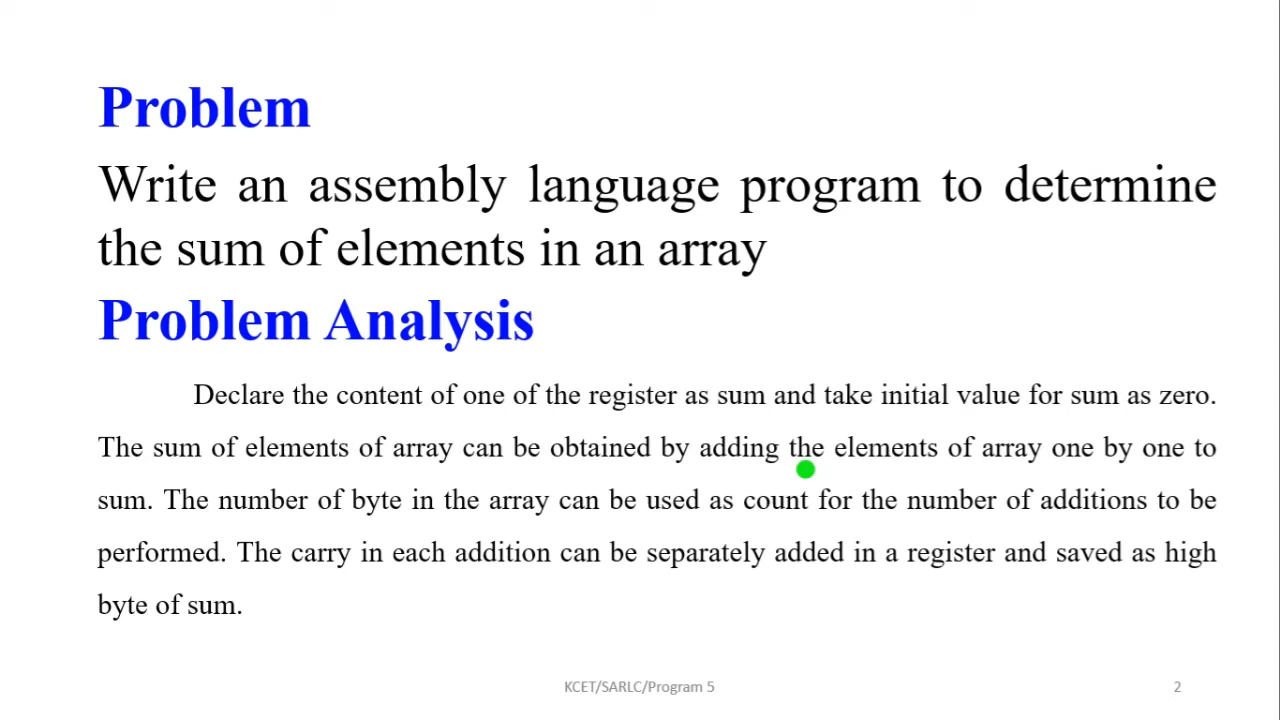 Problem
Write an assembly language program to determine
the sum of elements in an array
Problem Analysis
Declare the content of one of the register as sum and take initial value for sum as zero.
The sum of elements of array can be obtained by adding the elements of array one by one to
sum. The number of byte in the array can be used as count for the number of additions to be
performed. The carry in each addition can be separately added in a register and saved as high
byte of sum.
KCET/SARLC/Program 5
2